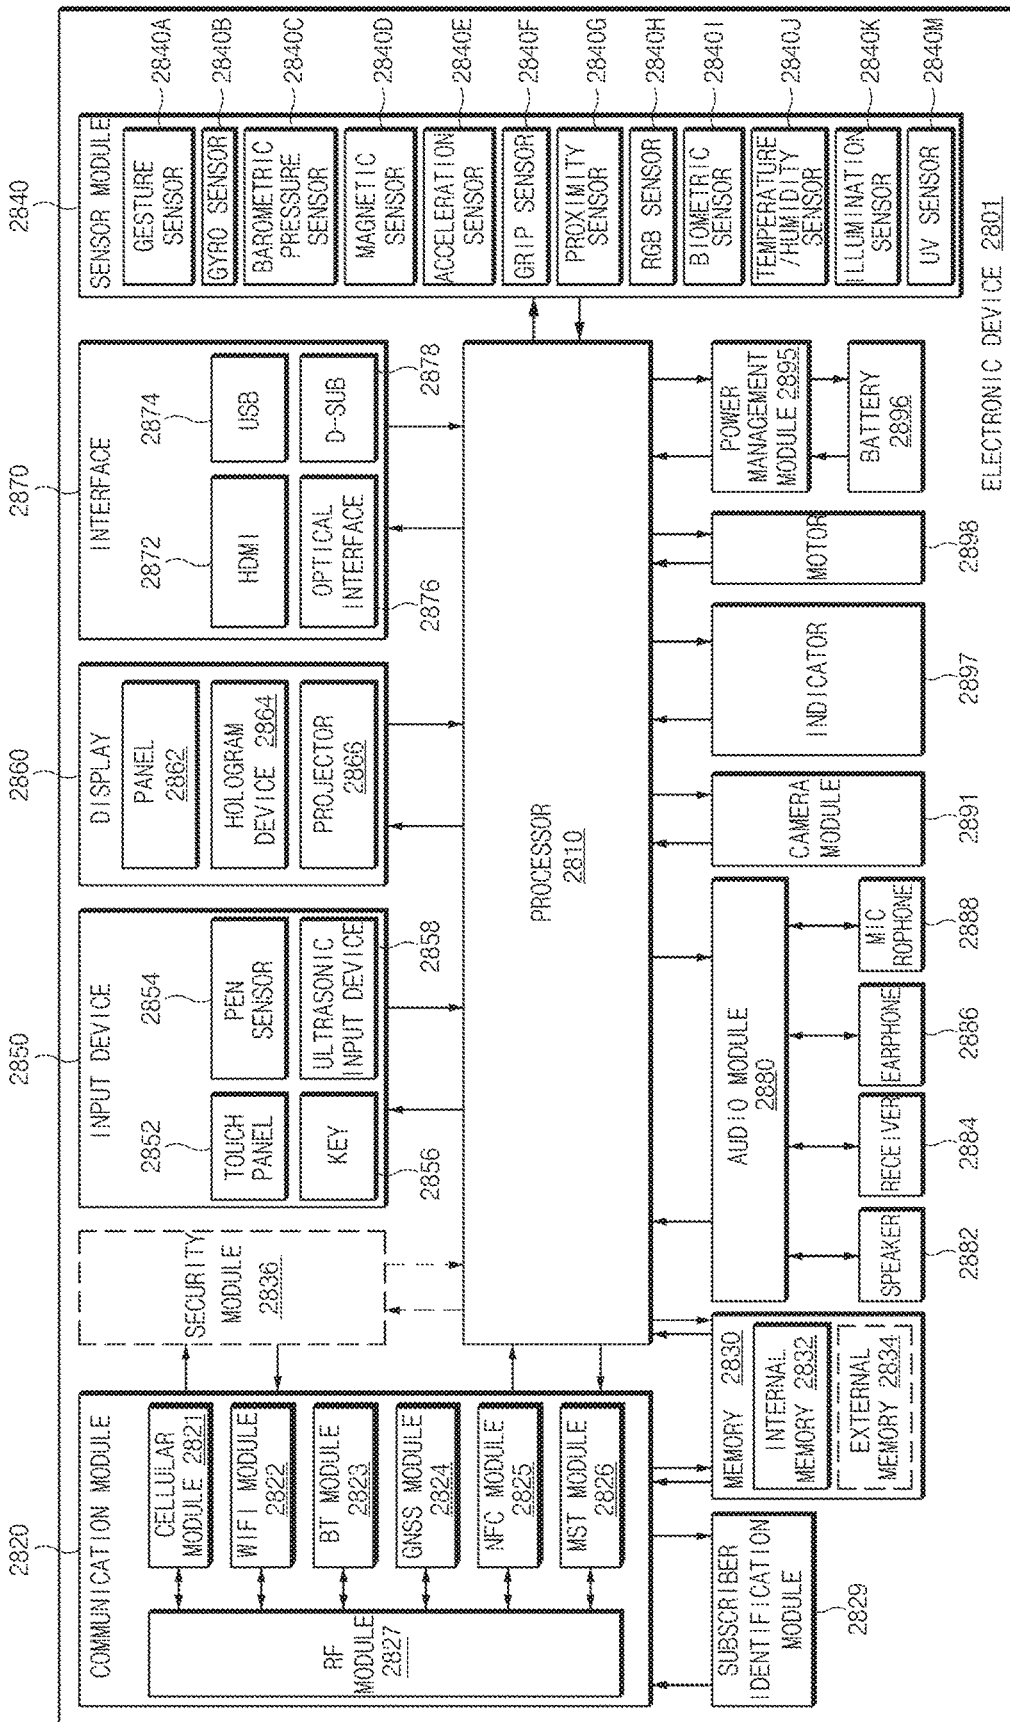 2820
COMMUNICATION MODULE
RF
MODULE
2827
CELLULAR
MODULE 2821
WIFI MODULE
2822
BT MODULE
2823
GNSS MODULE
2824
NFC MODULE
2825
MST MODULE
2826
SUBSCRIBER
IDENTIFICATION
MODULE
2829
SECURITY
MODULE
2836
MEMORY 2830
INTERNAL
MEMORY 2832
EXTERNAL
MEMORY 2834
2850
INPUT DEVICE
2852
TOUCH
PANEL
2854
PEN
SENSOR
KEY
2856
ULTRASONIC
INPUT DEVICE
2858
2860
DISPLAY
PANEL
2862
HOLOGRAM
DEVICE 2864
PROJECTOR
2866
2870
INTERFACE
2872
HDMI
2874
USB
OPTICAL
INTERFACE
2876
D-SUB
2878
PROCESSOR
2810
AUDIO MODULE
2880
SPEAKER
2882
RECEIVER
2884
EARPHONE
2886
MIC
ROPHONE
2888
CAMERA
MODULE
2891
INDICATOR
2897
MOTOR
2898
POWER
MANAGEMENT
MODULE 2895
BATTERY
2896
2840
SENSOR MODULE
GESTURE
SENSOR
2840A
GYRO SENSOR
2840B
BAROMETRIC
PRESSURE
SENSOR
2840C
MAGNETIC
SENSOR
2840D
ACCELERATION
SENSOR
2840E
GRIP SENSOR
2840F
PROXIMITY
SENSOR
2840G
RGB SENSOR
2840H
BIOMETRIC
SENSOR
2840I
TEMPERATURE
/HUMIDITY
SENSOR
2840J
ILLUMINATION
SENSOR
2840K
UV SENSOR
2840M
ELECTRONIC DEVICE 2801